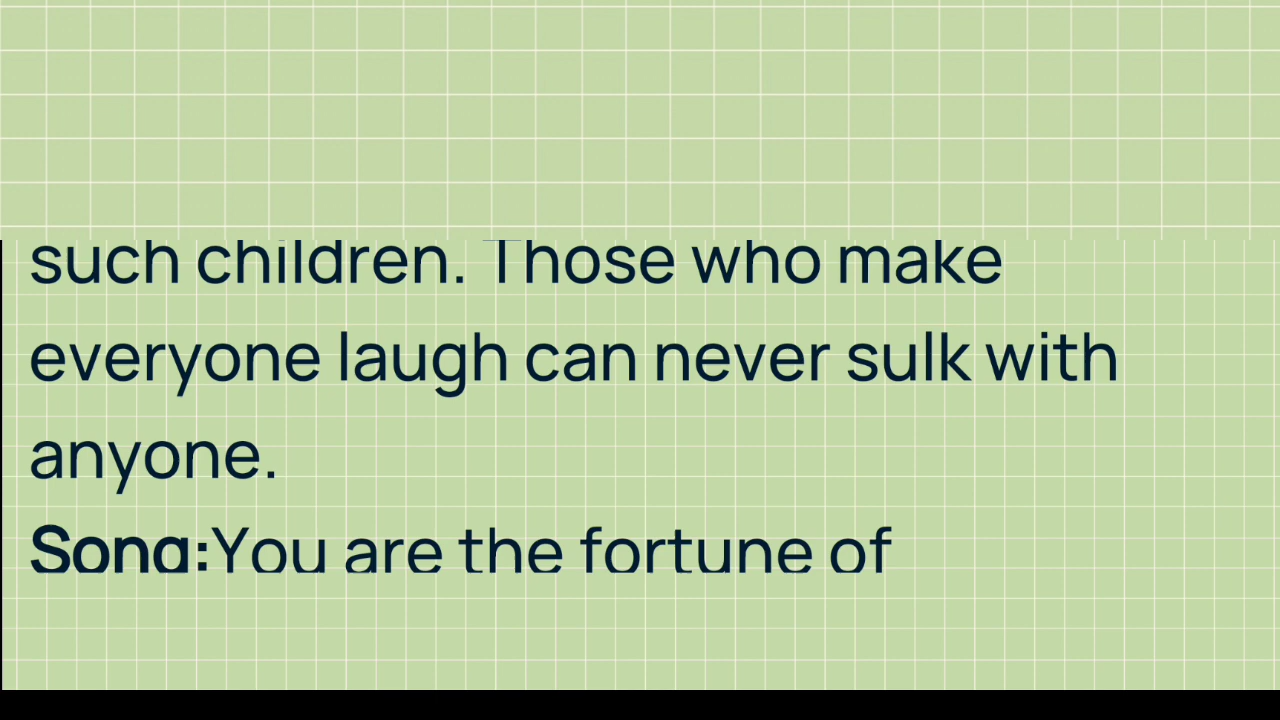 such children. Those who make
everyone laugh can never sulk with
anyone.
Song:You are the fortune of